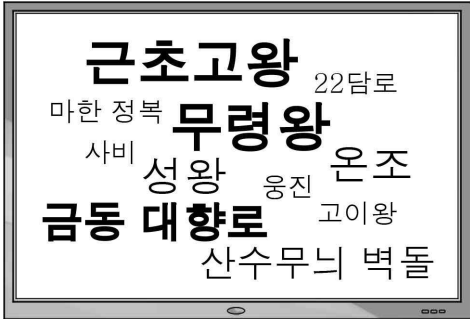 근초고왕
22담로
마한 정복
무령왕
사비
성왕
웅진
온조
금동 대향로
고이왕
산수무늬 벽돌